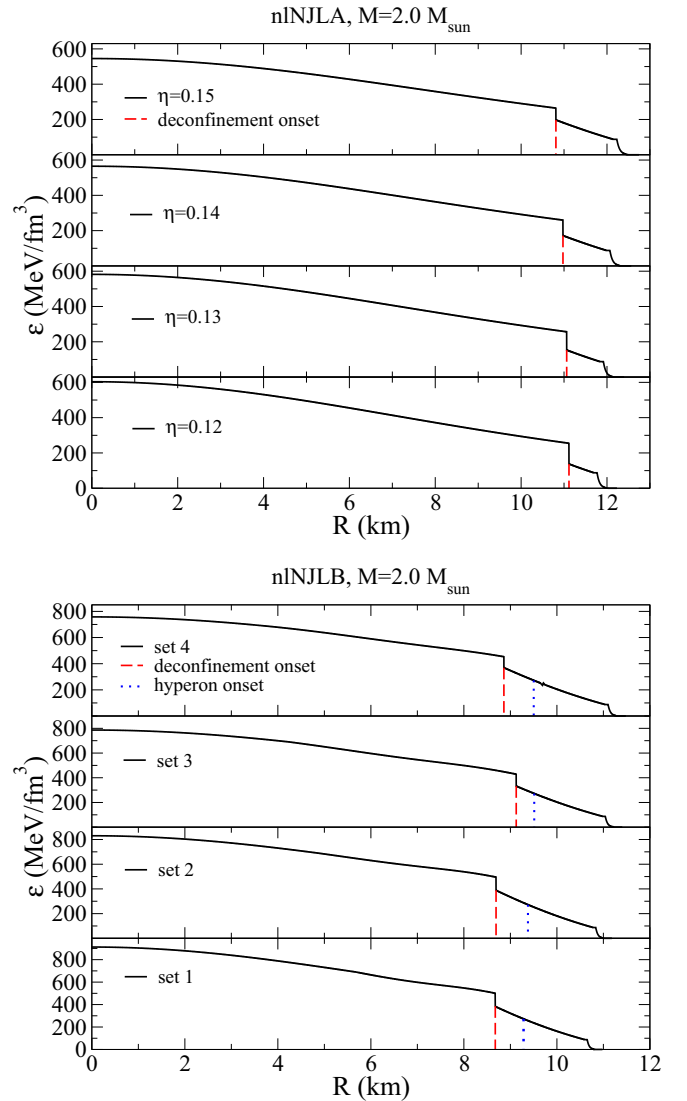 nlNJLA, M=2.0 M_sun
600
400
200
η=0.15
deconfinement onset
600
400
200
η=0.14
600
400
200
η=0.13
600
400
200
0
η=0.12
ε (MeV/fm³)
0 2 4 6 8 10 12
R (km)
nlNJLB, M=2.0 M_sun
800
600
400
200
set 4
deconfinement onset
hyperon onset
800
600
400
200
set 3
800
600
400
200
set 2
800
600
400
200
0
set 1
ε (MeV/fm³)
0 2 4 6 8 10 12
R (km)